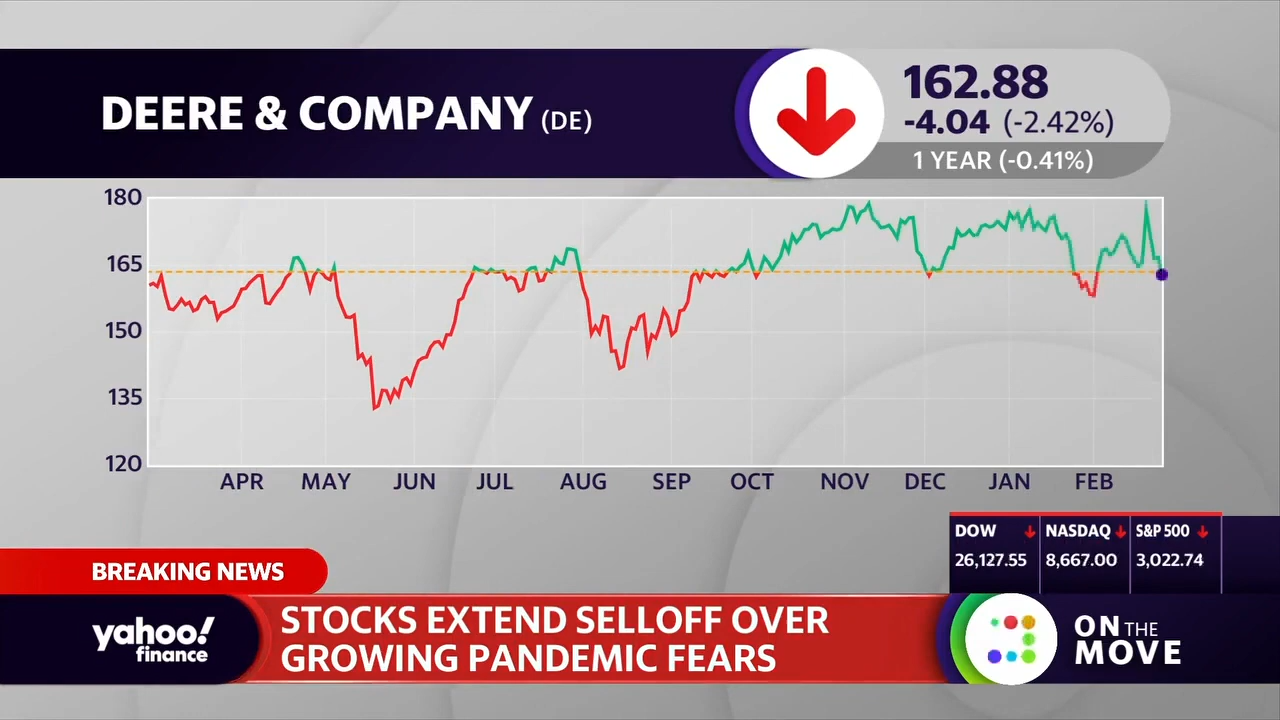 DEERE & COMPANY (DE)
162.88
-4.04 (-2.42%)
1 YEAR (-0.41%)
180
165
150
135
120
APR MAY JUN JUL AUG SEP OCT NOV DEC JAN FEB
DOW NASDAQ S&P 500
26,127.55 8,667.00 3,022.74
BREAKING NEWS
yahoo!
finance
STOCKS EXTEND SELLOFF OVER
GROWING PANDEMIC FEARS
ON THE
MOVE